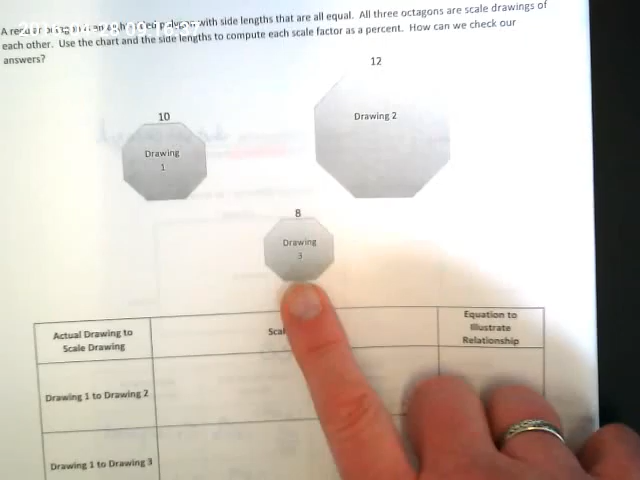 A regular octagon is an eight-sided polygon with side lengths that are all equal. All three octagons are scale drawings of
each other. Use the chart and the side lengths to compute each scale factor as a percent. How can we check our
answers?
12
10
Drawing 2
Drawing
1
8
Drawing
3
Actual Drawing to
Scale Drawing
Equation to
Illustrate
Relationship
Drawing 1 to Drawing 2
Drawing 1 to Drawing 3